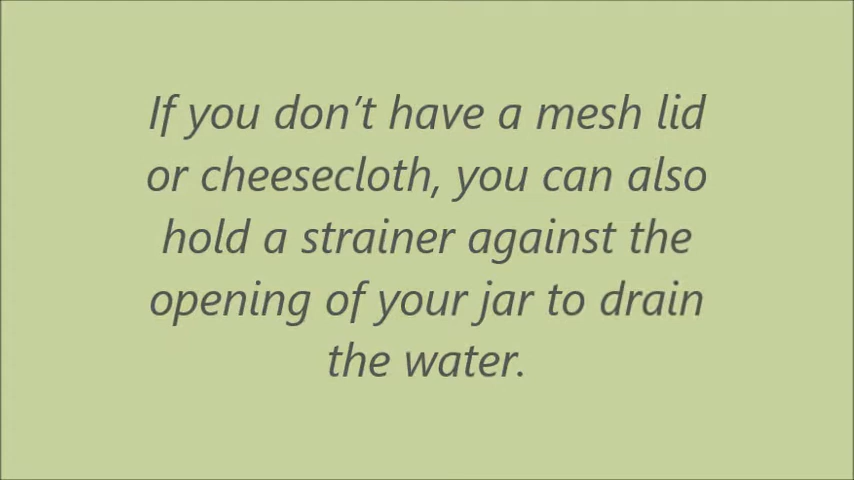 If you don’t have a mesh lid
or cheesecloth, you can also
hold a strainer against the
opening of your jar to drain
the water.